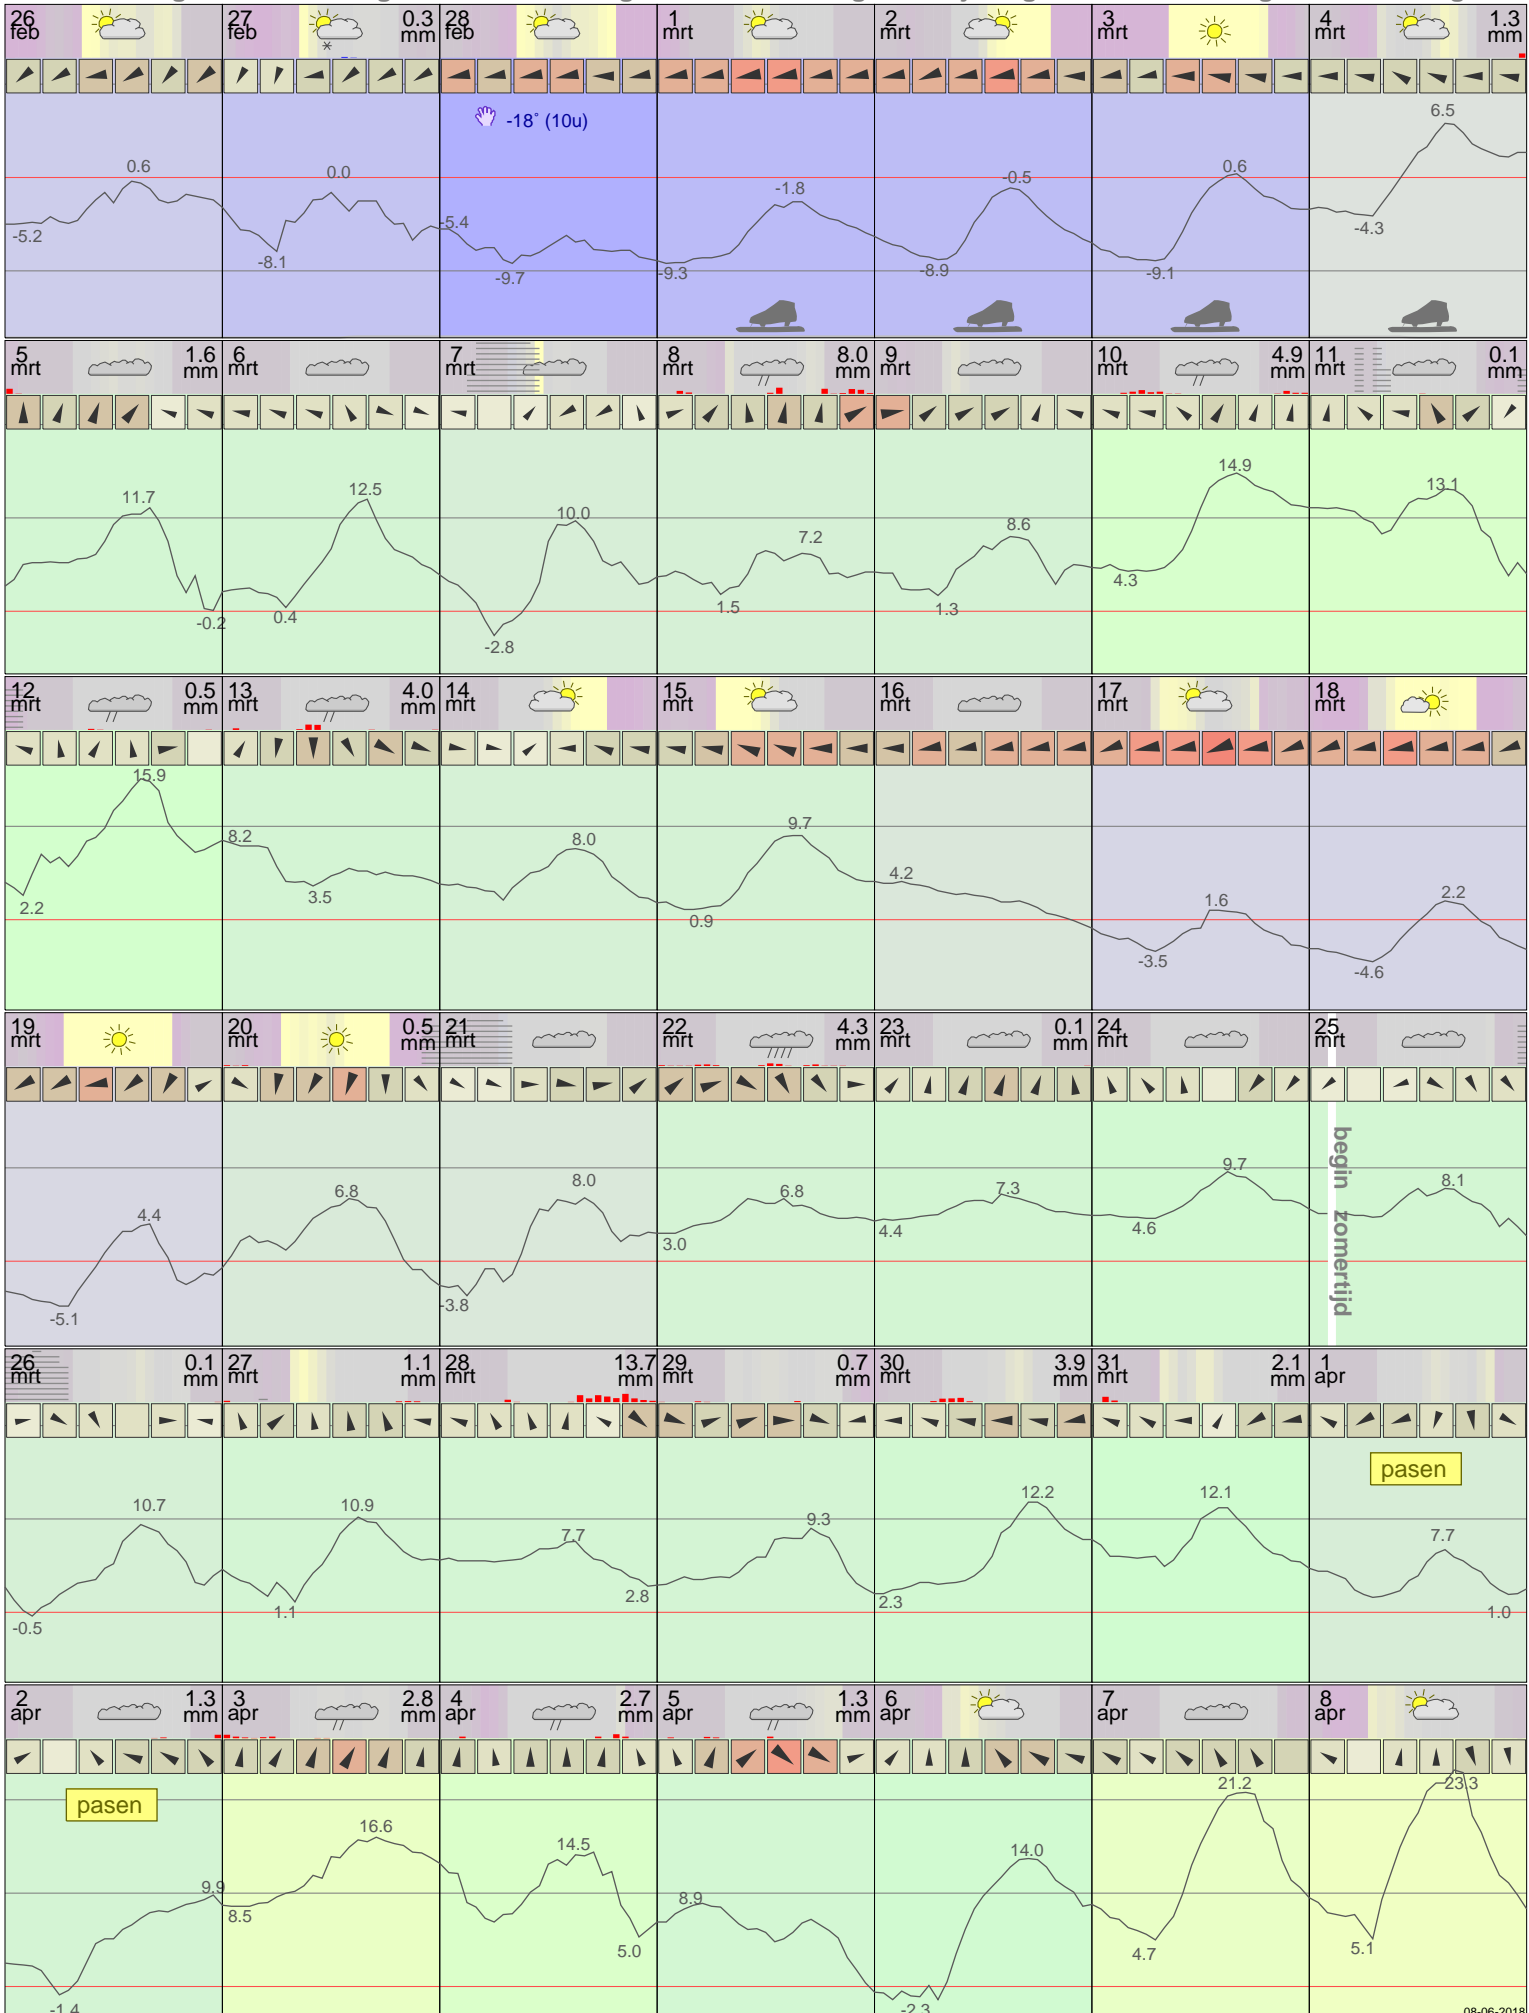 26 feb
27 feb 0.3 mm
28 feb
1 mrt
2 mrt
3 mrt
4 mrt 1.3 mm
-18° (10u)
0.6 -5.2
0.0 -8.1
-5.4 -9.7
-1.8 -9.3
-0.5 -8.9
0.6 -9.1
6.5 -4.3
5 mrt 1.6 mm
6 mrt
7 mrt
8 mrt 8.0 mm
9 mrt
10 mrt 4.9 mm
11 mrt 0.1 mm
11.7 -0.2
12.5 0.4
10.0 -2.8
7.2 1.5
8.6 1.3
14.9 4.3
13.1
12 mrt 0.5 mm
13 mrt 4.0 mm
14 mrt
15 mrt
16 mrt
17 mrt
18 mrt
15.9 2.2
8.2 3.5
8.0
9.7 0.9
4.2
1.6 -3.5
2.2 -4.6
19 mrt
20 mrt 0.5 mm
21 mrt
22 mrt 4.3 mm
23 mrt 0.1 mm
24 mrt
25 mrt
4.4 -5.1
6.8
8.0 -3.8
6.8 3.0
7.3 4.4
9.7 4.6
8.1
begin zomertijd
26 mrt 0.1 mm
27 mrt 1.1 mm
28 mrt 13.7 mm
29 mrt 0.7 mm
30 mrt 3.9 mm
31 mrt 2.1 mm
1 apr
pasen
10.7 -0.5
10.9 1.1
7.7 2.8
9.3
12.2 2.3
12.1
7.7 1.0
2 apr 1.3 mm
3 apr 2.8 mm
4 apr 2.7 mm
5 apr 1.3 mm
6 apr
7 apr
8 apr
pasen
9.9 -1.4
16.6 8.5
14.5 5.0
8.9
14.0 -2.3
21.2 4.7
23.3 5.1
08-06-2018